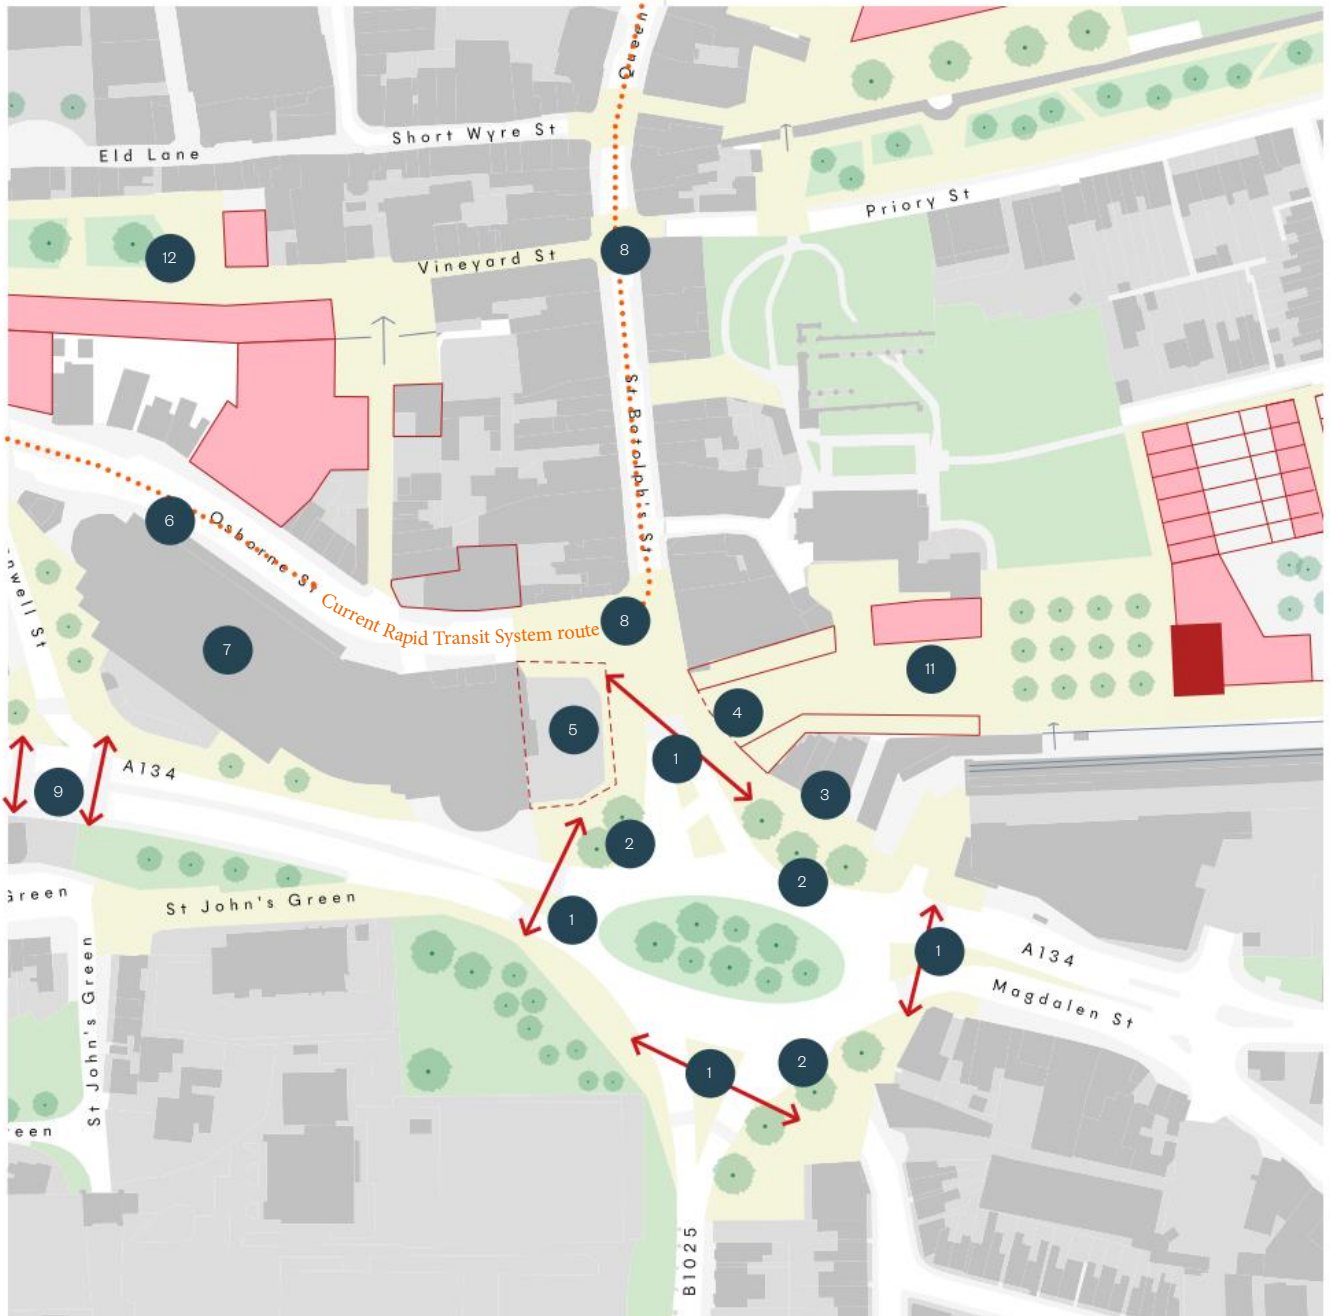 Queen
Short Wyre St
Eld Lane
Priory St
8
12
Vineyard St
St Botolph's St
6
Osborne St
Current Rapid Transit System route
8
nwell St
7
11
4
5
1
A134
9
3
2
2
Green
St John's Green
1
1
A134
Magdalen St
St John's Green
2
1
een
B1025